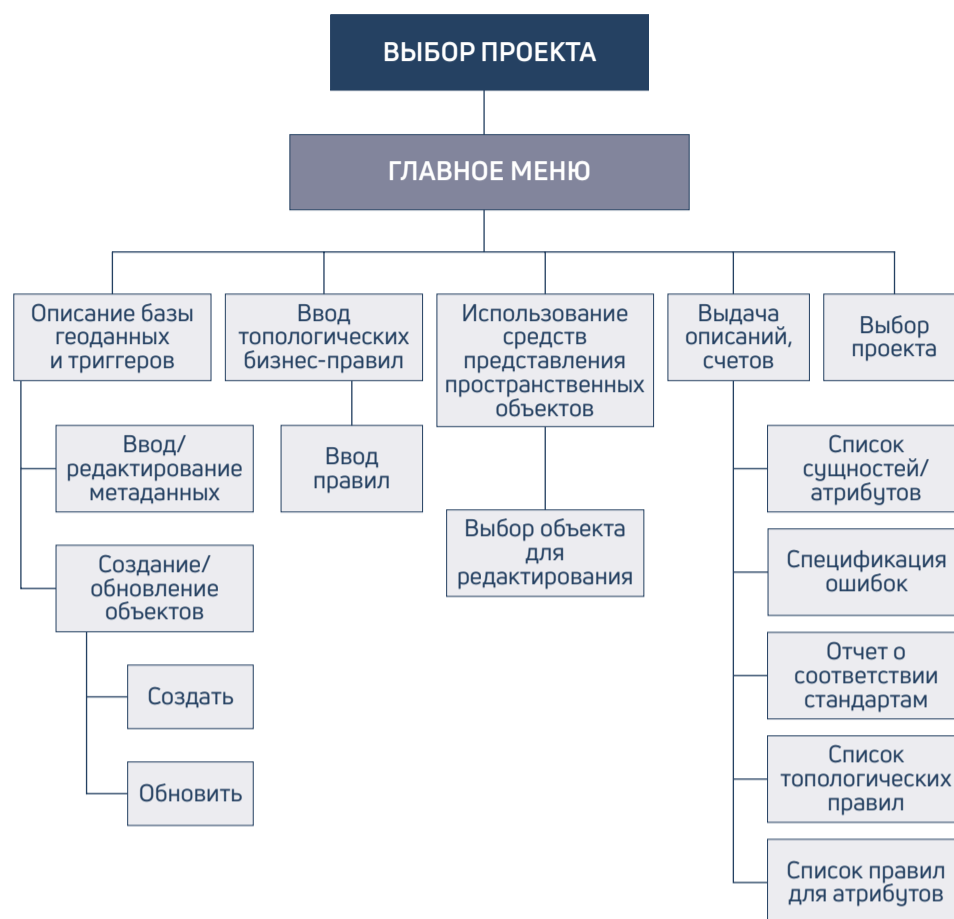 ВЫБОР ПРОЕКТА
ГЛАВНОЕ МЕНЮ
Описание базы
геоданных
и триггеров
Ввод
топологических
бизнес-правил
Использование
средств
представления
пространственных
объектов
Выдача
описаний,
счетов
Выбор
проекта
Ввод/
редактирование
метаданных
Создание/
обновление
объектов
Создать
Обновить
Ввод
правил
Выбор объекта
для
редактирования
Список
сущностей/
атрибутов
Спецификация
ошибок
Отчет о
соответствии
стандартам
Список
топологических
правил
Список правил
для атрибутов